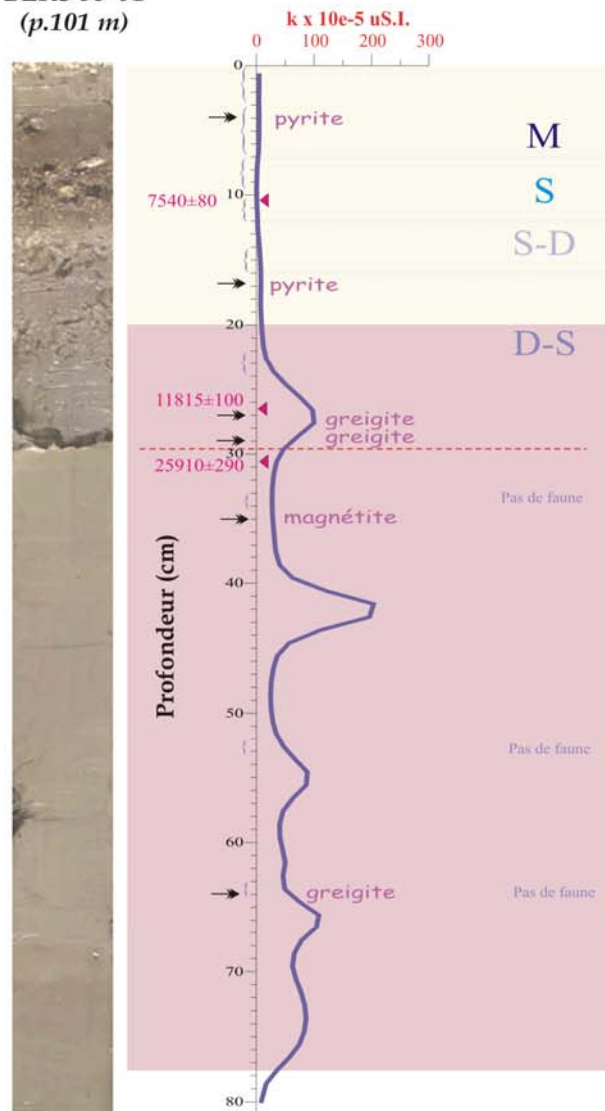 (p.101 m)
k x 10e-5 uS.I.
0 100 200 300
0
pyrite
M
10
7540±80
S
S-D
pyrite
20
D-S
11815±100
greigite
greigite
30
25910±290
Pas de faune
magnétite
Profondeur (cm)
40
50
Pas de faune
60
greigite
Pas de faune
70
80